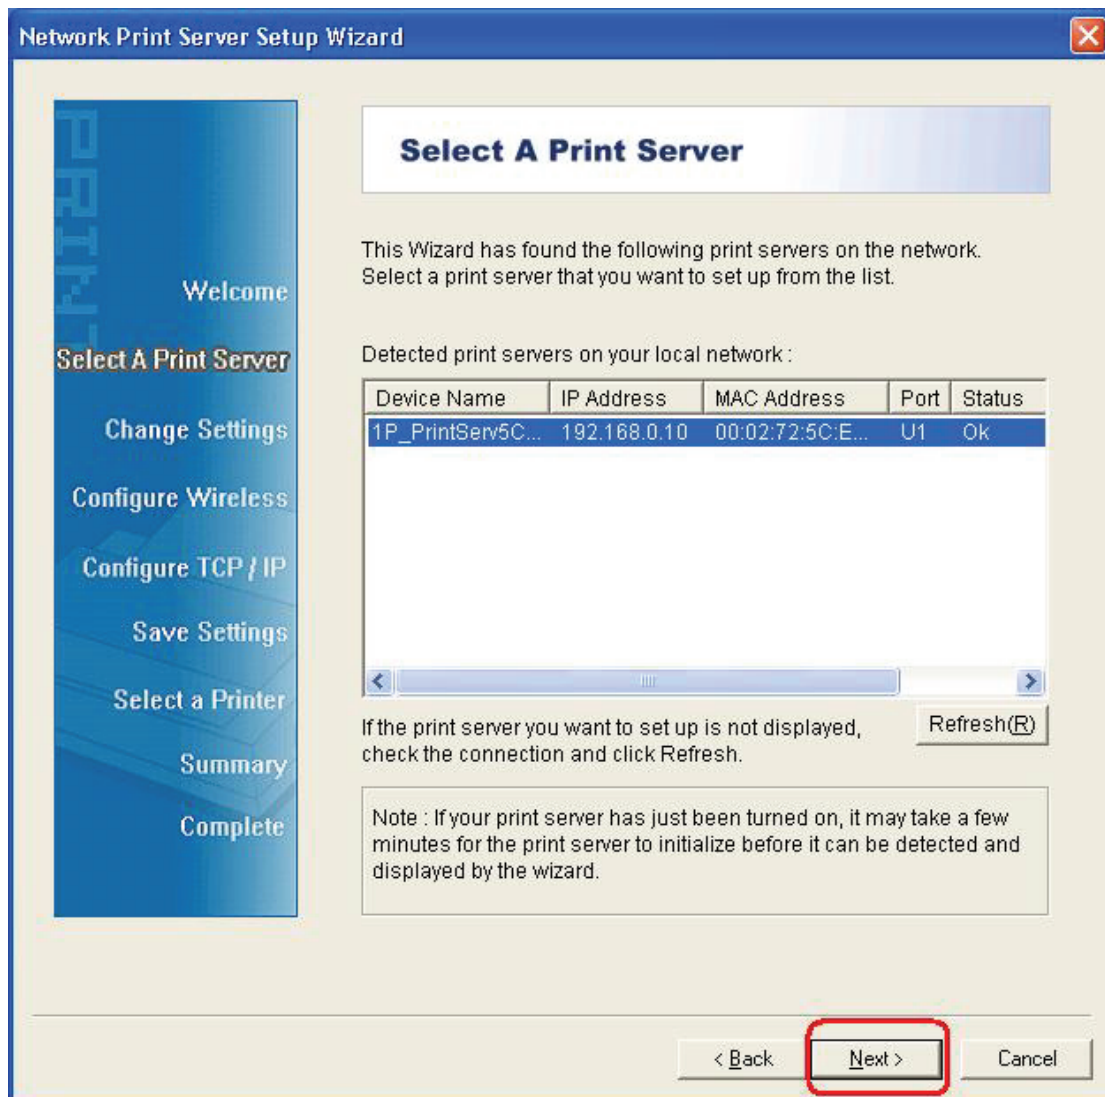 Network Print Server Setup Wizard
PRINT
Welcome
Select A Print Server
Change Settings
Configure Wireless
Configure TCP / IP
Save Settings
Select a Printer
Summary
Complete
Select A Print Server
This Wizard has found the following print servers on the network.
Select a print server that you want to set up from the list.
Detected print servers on your local network :
Device Name IP Address MAC Address Port Status
1P_PrintServ5C... 192.168.0.10 00:02:72:5C:E... U1 Ok
If the print server you want to set up is not displayed,
check the connection and click Refresh.
Refresh(R)
Note : If your print server has just been turned on, it may take a few
minutes for the print server to initialize before it can be detected and
displayed by the wizard.
< Back Next > Cancel